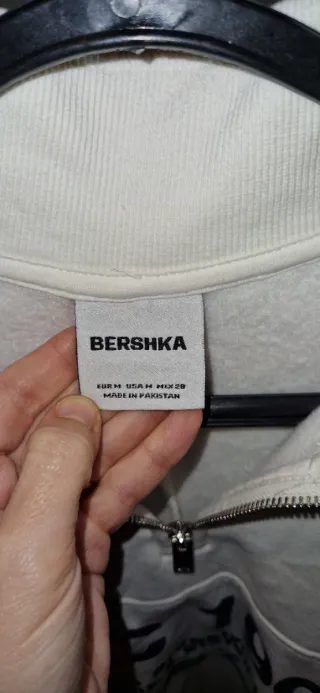 BERSHKA
EUR M USA M MEX 28
MADE IN PAKISTAN